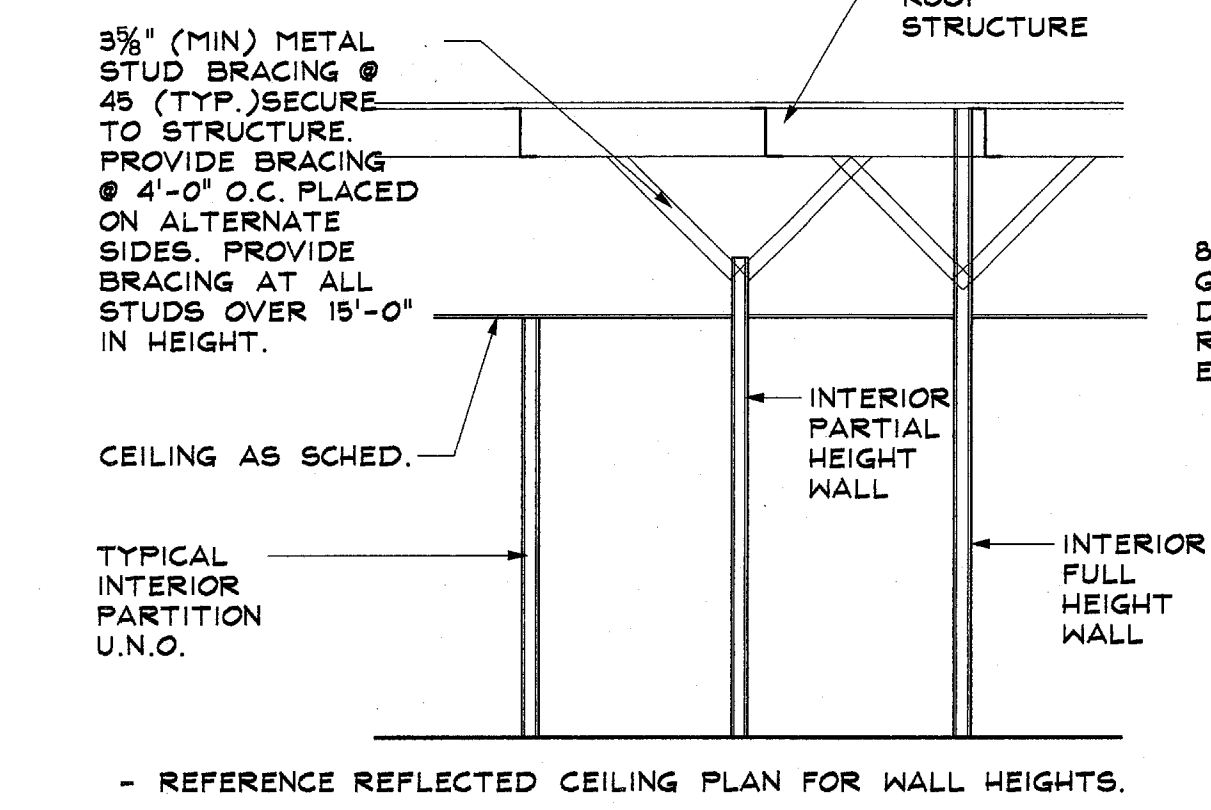 STRUCTURE
3⅝" (MIN) METAL
STUD BRACING @
45 (TYP.)SECURE
TO STRUCTURE.
PROVIDE BRACING
@ 4'-0" O.C. PLACED
ON ALTERNATE
SIDES. PROVIDE
BRACING AT ALL
STUDS OVER 15'-0"
IN HEIGHT.
CEILING AS SCHED.
TYPICAL
INTERIOR
PARTITION
U.N.O.
INTERIOR
PARTIAL
HEIGHT
WALL
INTERIOR
FULL
HEIGHT
WALL
- REFERENCE REFLECTED CEILING PLAN FOR WALL HEIGHTS.